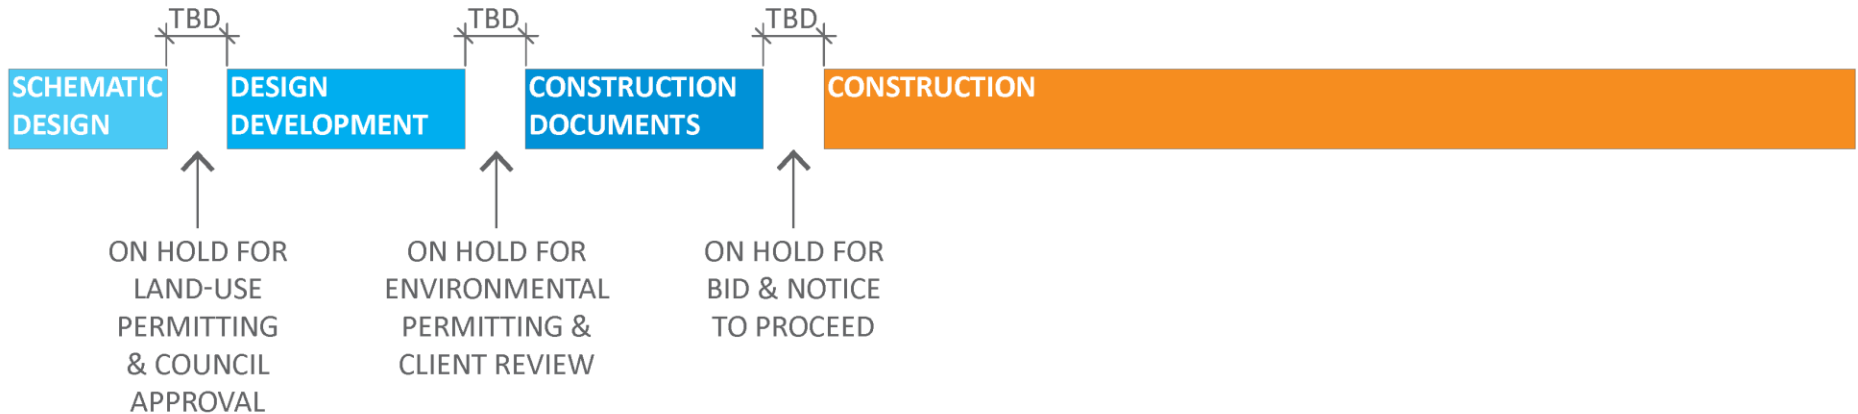 TBD
TBD
TBD
SCHEMATIC
DESIGN
DESIGN
DEVELOPMENT
CONSTRUCTION
DOCUMENTS
CONSTRUCTION
ON HOLD FOR
LAND-USE
PERMITTING
& COUNCIL
APPROVAL
ON HOLD FOR
ENVIRONMENTAL
PERMITTING &
CLIENT REVIEW
ON HOLD FOR
BID & NOTICE
TO PROCEED